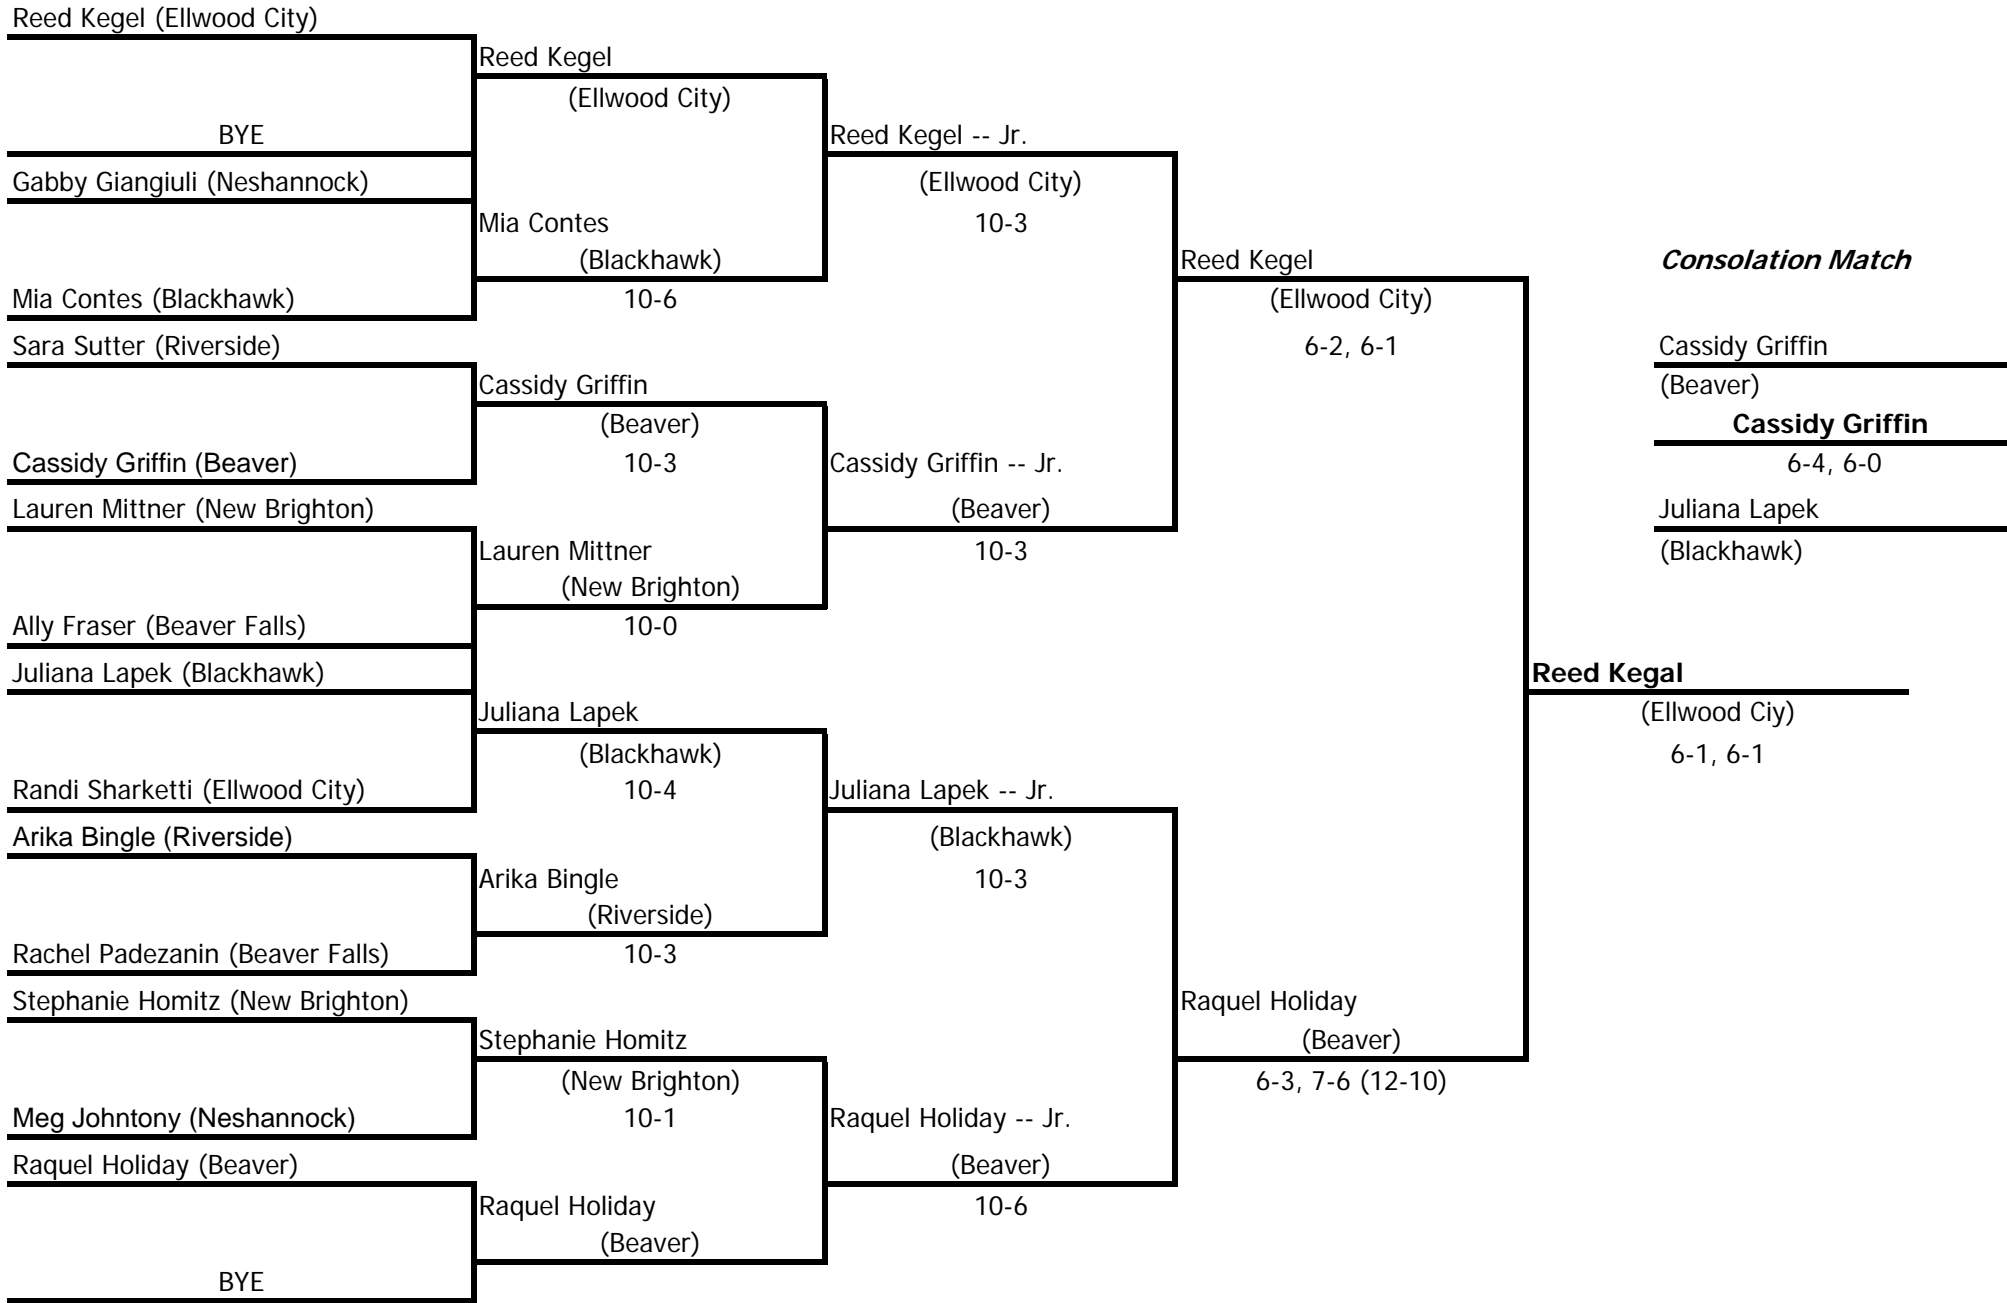 Reed Kegel (Ellwood City)
Reed Kegel
(Ellwood City)
BYE
Reed Kegel -- Jr.
Gabby Giangiuli (Neshannock)
(Ellwood City)
Mia Contes
10-3
(Blackhawk)
Reed Kegel
Consolation Match
Mia Contes (Blackhawk)
10-6
(Ellwood City)
Sara Sutter (Riverside)
6-2, 6-1
Cassidy Griffin
Cassidy Griffin
(Beaver)
(Beaver)
Cassidy Griffin
Cassidy Griffin (Beaver)
10-3
Cassidy Griffin -- Jr.
6-4, 6-0
Lauren Mittner (New Brighton)
(Beaver)
Juliana Lapek
Lauren Mittner
10-3
(Blackhawk)
(New Brighton)
Ally Fraser (Beaver Falls)
10-0
Juliana Lapek (Blackhawk)
Reed Kegal
Juliana Lapek
(Ellwood Ciy)
(Blackhawk)
6-1, 6-1
Randi Sharketti (Ellwood City)
10-4
Juliana Lapek -- Jr.
Arika Bingle (Riverside)
(Blackhawk)
Arika Bingle
10-3
(Riverside)
Rachel Padezanin (Beaver Falls)
10-3
Stephanie Homitz (New Brighton)
Raquel Holiday
Stephanie Homitz
(Beaver)
(New Brighton)
6-3, 7-6 (12-10)
Meg Johntony (Neshannock)
10-1
Raquel Holiday -- Jr.
Raquel Holiday (Beaver)
(Beaver)
Raquel Holiday
10-6
(Beaver)
BYE